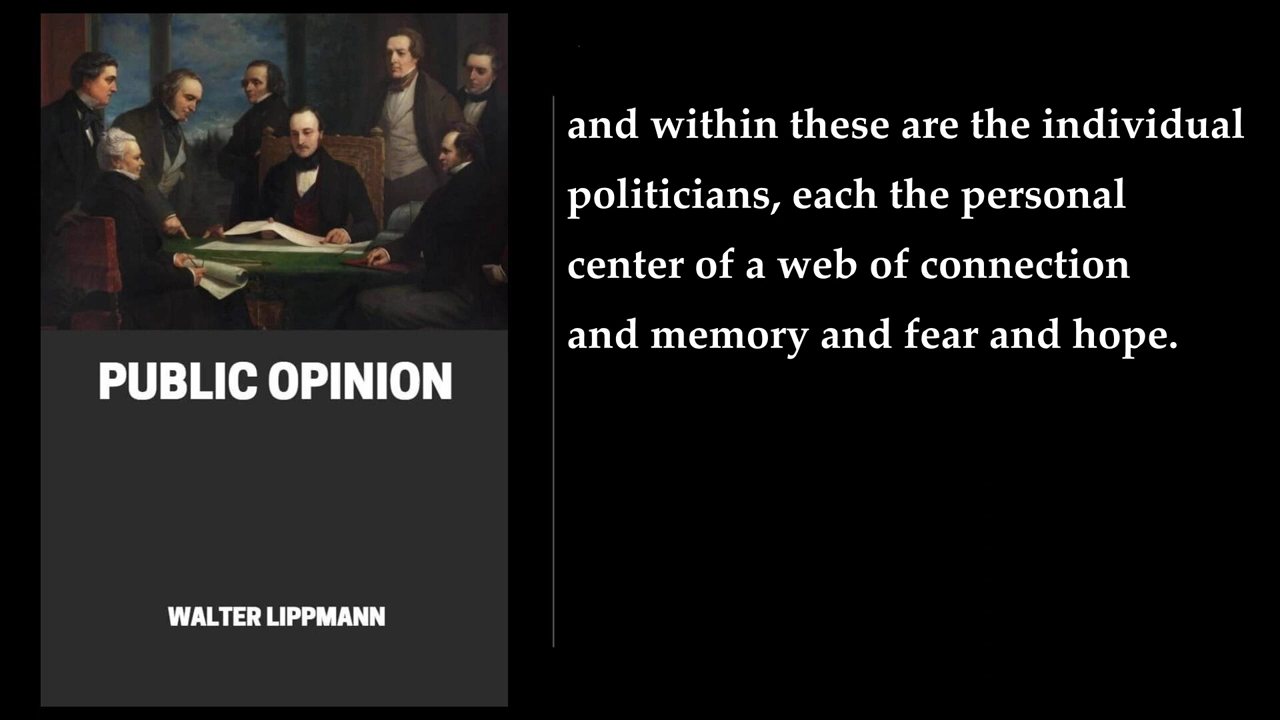 PUBLIC OPINION
WALTER LIPPMANN
and within these are the individual
politicians, each the personal
center of a web of connection
and memory and fear and hope.